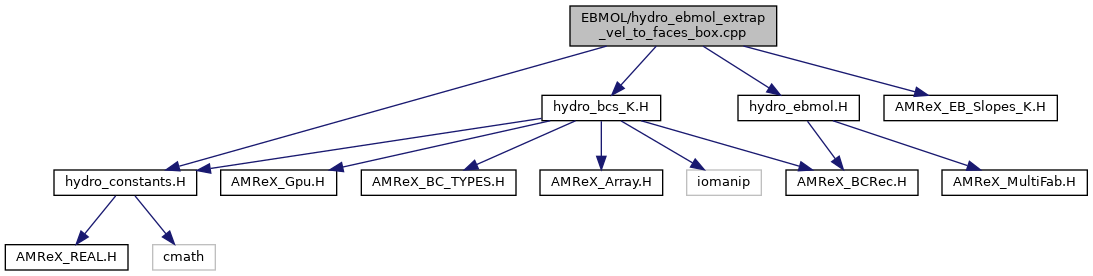 EBMOL/hydro_ebmol_extrap
_vel_to_faces_box.cpp
hydro_bcs_K.H
hydro_ebmol.H
AMReX_EB_Slopes_K.H
hydro_constants.H
AMReX_Gpu.H
AMReX_BC_TYPES.H
AMReX_Array.H
iomanip
AMReX_BCRec.H
AMReX_MultiFab.H
AMReX_REAL.H
cmath